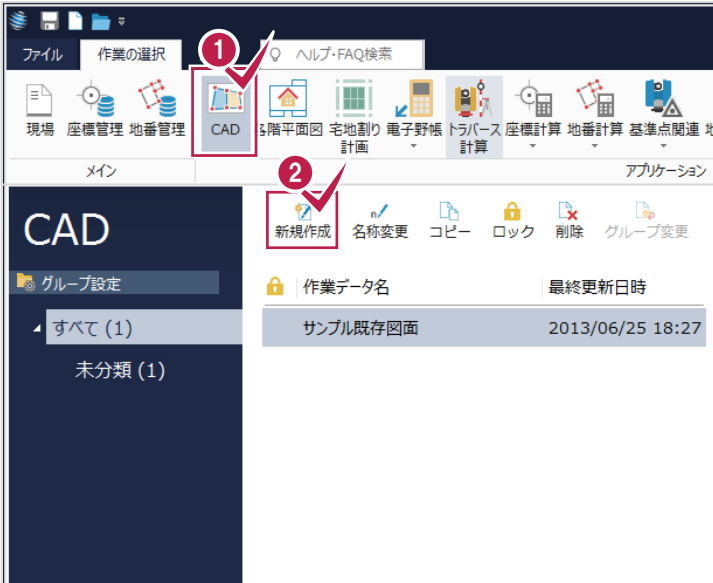 ファイル 作業の選択 ヘルプ・FAQ検索
1
現場 座標管理 地番管理 CAD 各階平面図 宅地割り計画 電子野帳 トラバース計算 座標計算 地番計算 基準点関連
メイン アプリケーション
2
CAD
新規作成 名称変更 コピー ロック 削除 グループ変更
グループ設定
作業データ名 最終更新日時
すべて (1)
サンプル既存図面 2013/06/25 18:27
未分類 (1)